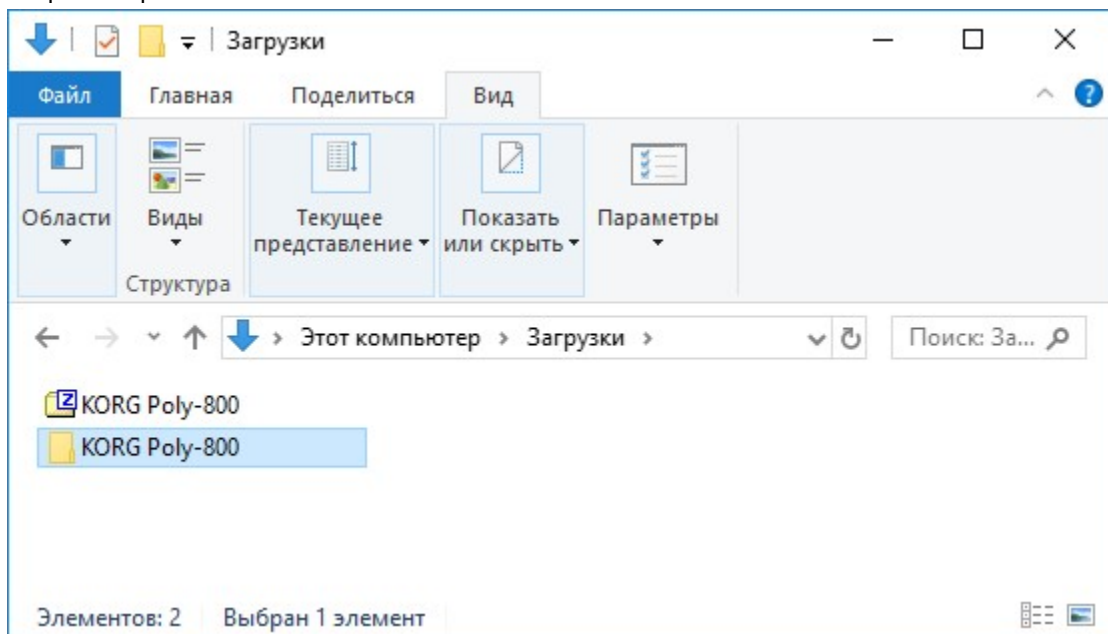 Загрузки
Файл Главная Поделиться Вид
Области Виды Текущее представление Показать или скрыть Параметры
Структура
Этот компьютер > Загрузки > Поиск: За...
KORG Poly-800
KORG Poly-800
Элементов: 2 Выбран 1 элемент